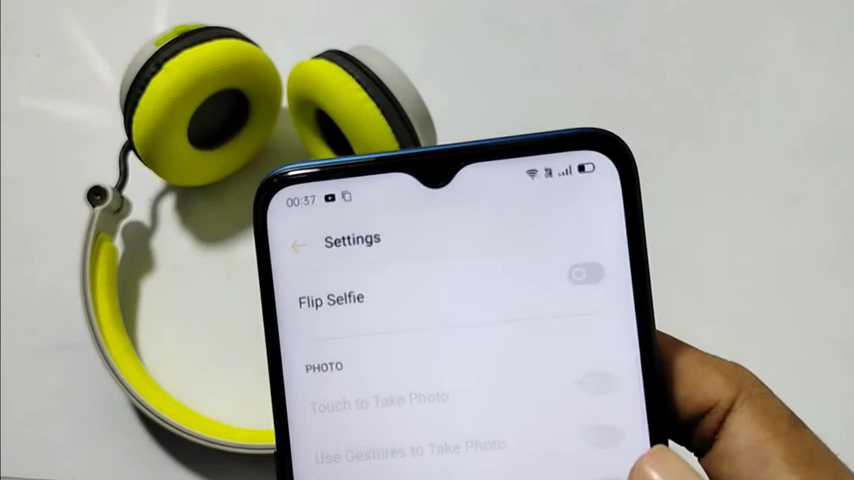 00:37
Settings
Flip Selfie
PHOTO
Touch to Take Photo
Use Gestures to Take Photo